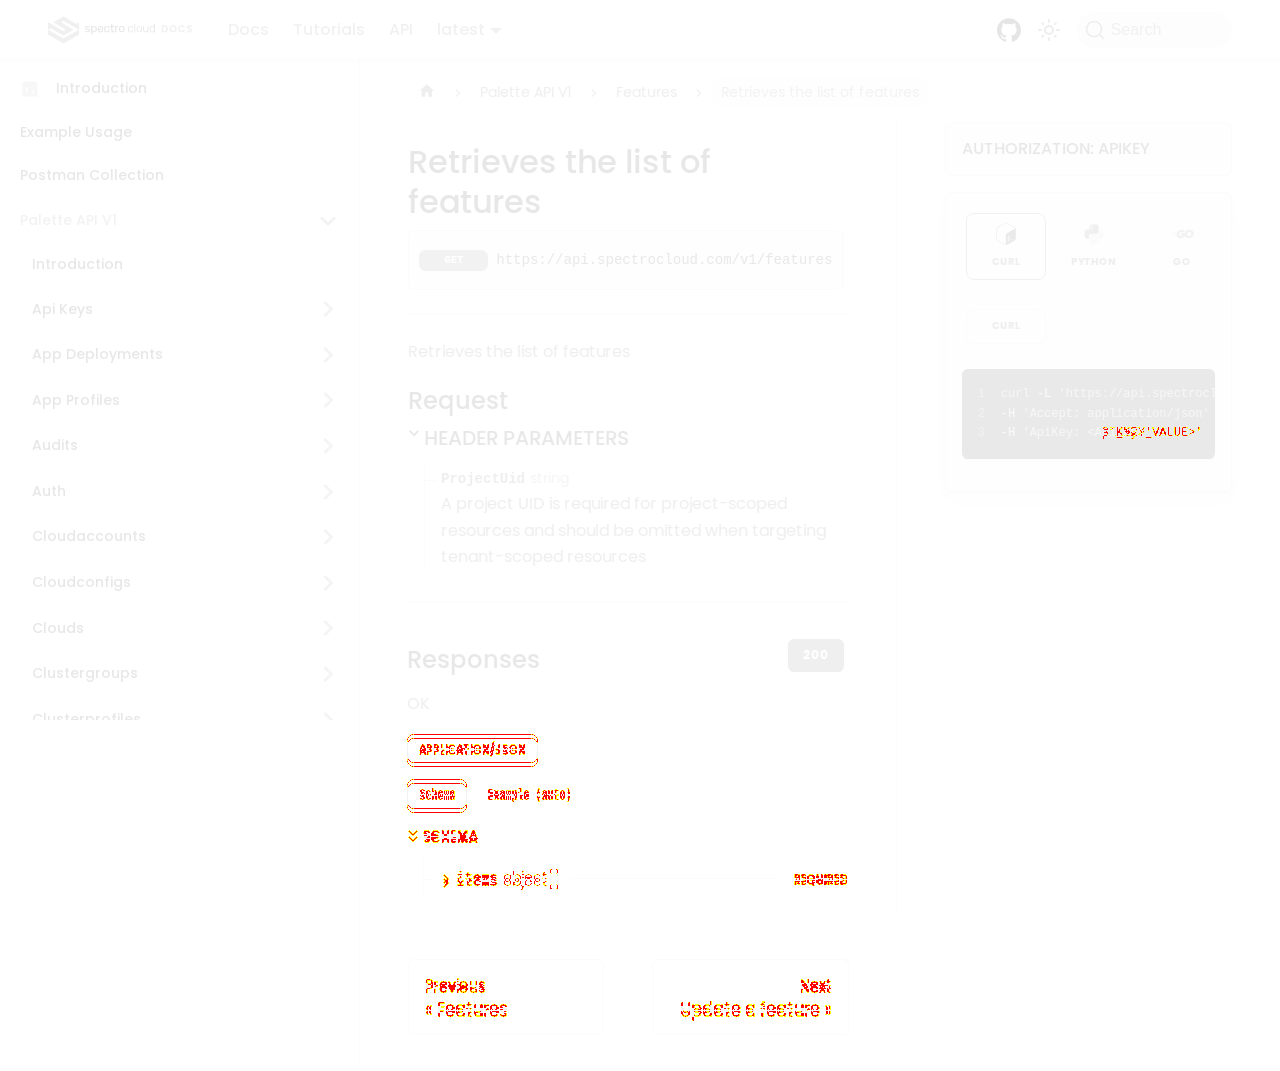 spectro cloud DOCS
Docs
Tutorials
API
latest
Search
Introduction
Example Usage
Postman Collection
Palette API V1
Introduction
Api Keys
App Deployments
App Profiles
Audits
Auth
Cloudaccounts
Cloudconfigs
Clouds
Clustergroups
Clusterprofiles
Palette API V1
Features
Retrieves the list of features
Retrieves the list of
features
GET https://api.spectrocloud.com/v1/features
Retrieves the list of features
Request
HEADER PARAMETERS
ProjectUid string
A project UID is required for project-scoped
resources and should be omitted when targeting
tenant-scoped resources
Responses
200
OK
APPLICATION/JSON
Schema
Example (auto)
SCHEMA
items object[]
REQUIRED
Previous
« Features
Next
Update a feature »
AUTHORIZATION: APIKEY
CURL
PYTHON
GO
GO
CURL
1 curl -L 'https://api.spectrocl
2 -H 'Accept: application/json'
3 -H 'ApiKey: